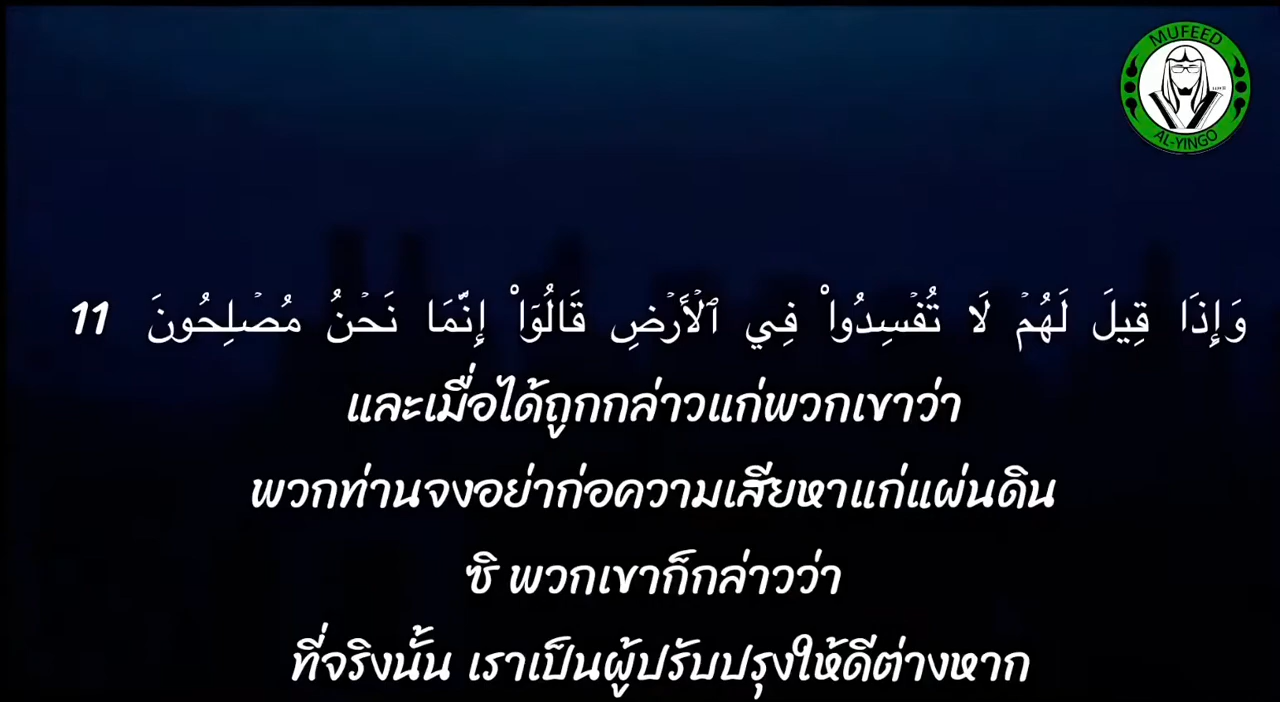 MUFEED
AL-YINGO
وَإِذَا قِيلَ لَهُمۡ لَا تُفۡسِدُواْ فِي ٱلۡأَرۡضِ قَالُوٓاْ إِنَّمَا نَحۡنُ مُصۡلِحُونَ 11
และเมื่อได้ถูกกล่าวแก่พวกเขาว่า
พวกท่านจงอย่าก่อความเสียหาแก่แผ่นดิน
ซิ พวกเขาก็กล่าวว่า
ที่จริงนั้น เราเป็นผู้ปรับปรุงให้ดีต่างหาก